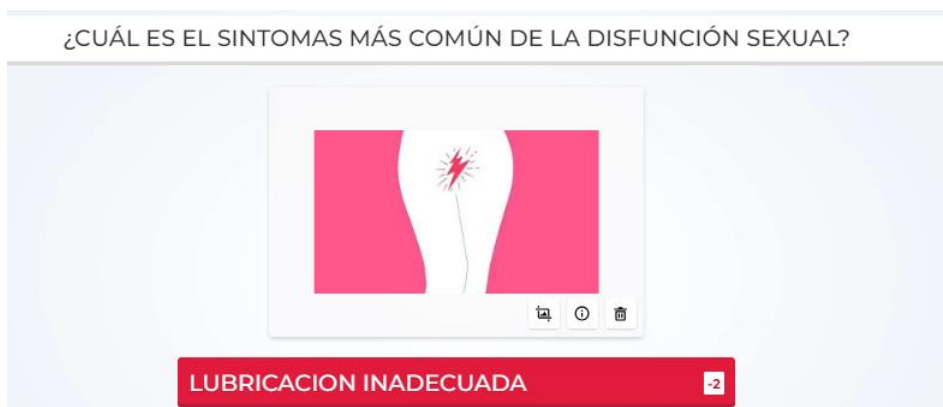 ¿CUÁL ES EL SINTOMAS MÁS COMÚN DE LA DISFUNCIÓN SEXUAL?
LUBRICACION INADECUADA -2